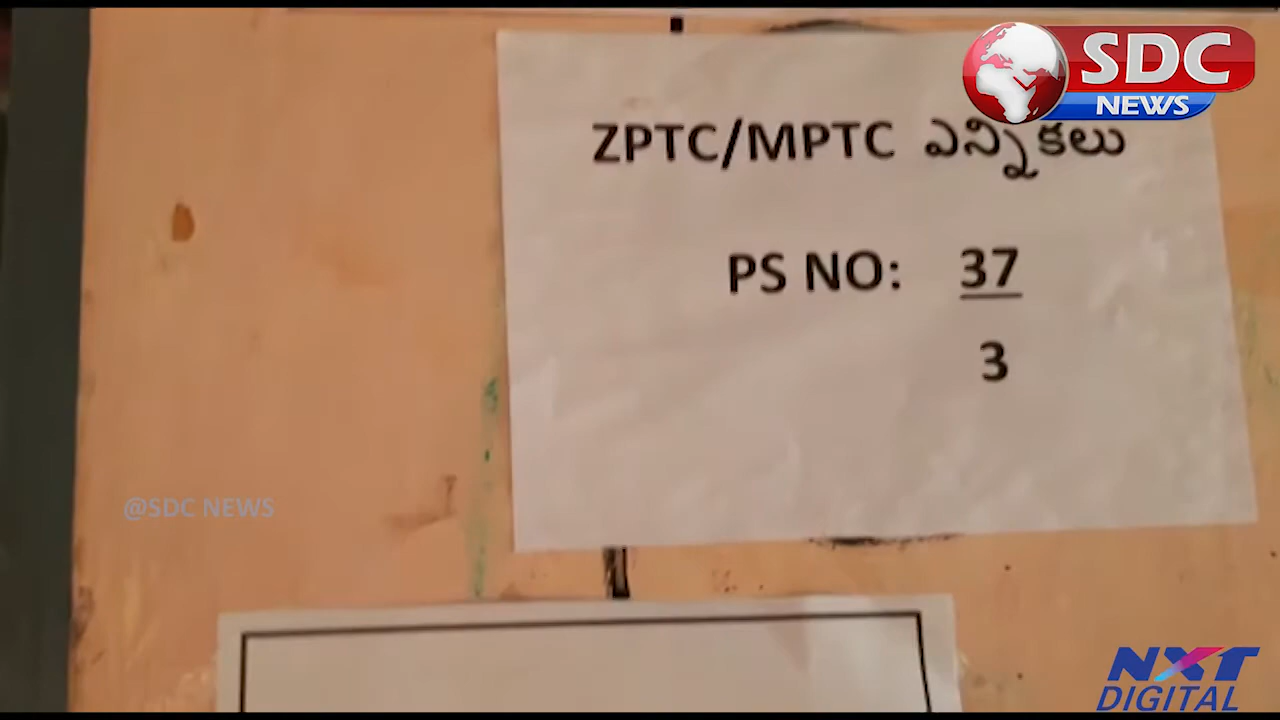 SDC
NEWS
ZPTC/MPTC ఎన్నికలు
PS NO: 37
3
@SDC NEWS
NXT
DIGITAL